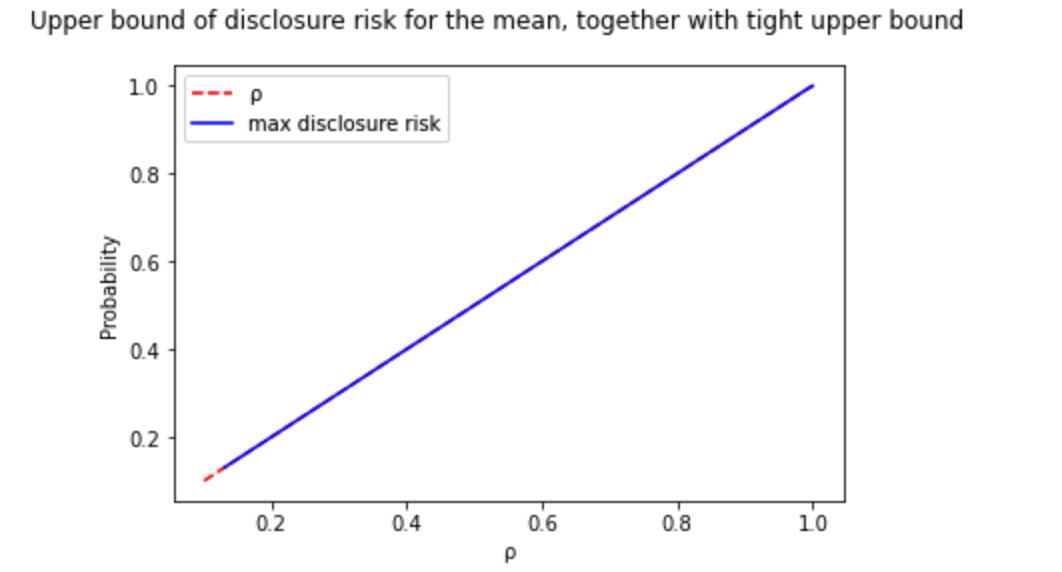 Upper bound of disclosure risk for the mean, together with tight upper bound
ρ
max disclosure risk
1.0
0.8
0.6
0.4
0.2
Probability
0.2 0.4 0.6 0.8 1.0
ρ